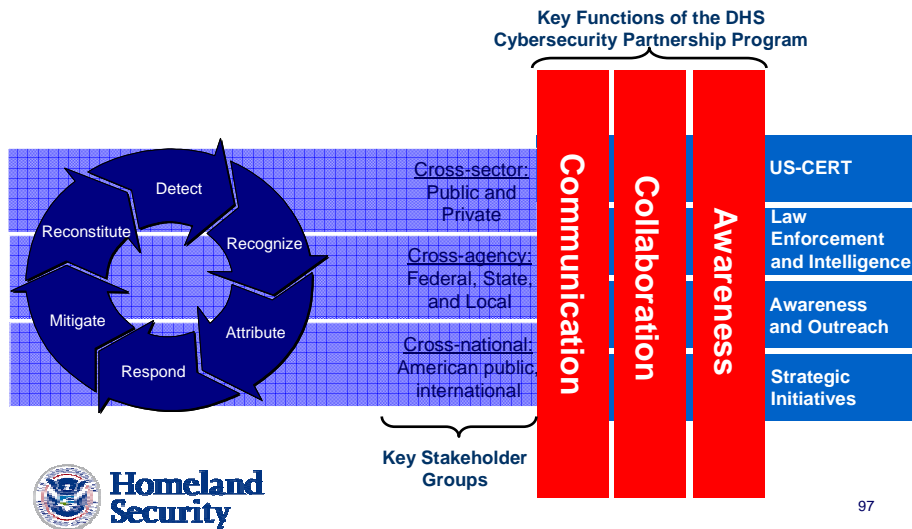 Key Functions of the DHS
Cybersecurity Partnership Program
Detect
Recognize
Attribute
Respond
Mitigate
Reconstitute
Cross-sector:
Public and
Private
Cross-agency:
Federal, State,
and Local
Cross-national:
American public,
international
Key Stakeholder
Groups
Communication
Collaboration
Awareness
US-CERT
Law
Enforcement
and Intelligence
Awareness
and Outreach
Strategic
Initiatives
Homeland
Security
97